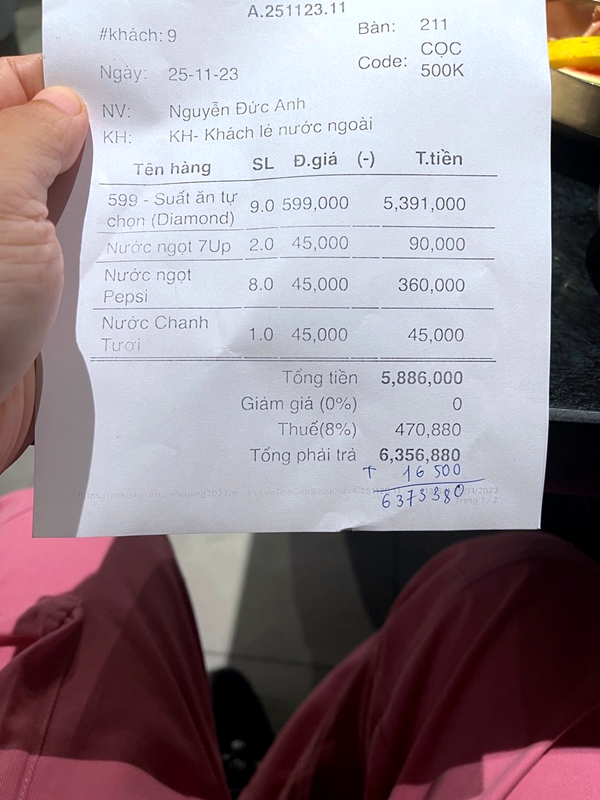 A.251123.11
#khách: 9 Bàn: 211
Ngày: 25-11-23 Code: CỌC 500K
NV: Nguyễn Đức Anh
KH: KH- Khách lẻ nước ngoài
Tên hàng SL Đ.giá (-) T.tiền
599 - Suất ăn tự chọn (Diamond) 9.0 599,000 5,391,000
Nước ngọt 7Up 2.0 45,000 90,000
Nước ngọt Pepsi 8.0 45,000 360,000
Nước Chanh Tươi 1.0 45,000 45,000
Tổng tiền 5,886,000
Giảm giá (0%) 0
Thuế(8%) 470,880
Tổng phải trả 6,356,880
+ 16 500
6373380
Trang 1 / 2